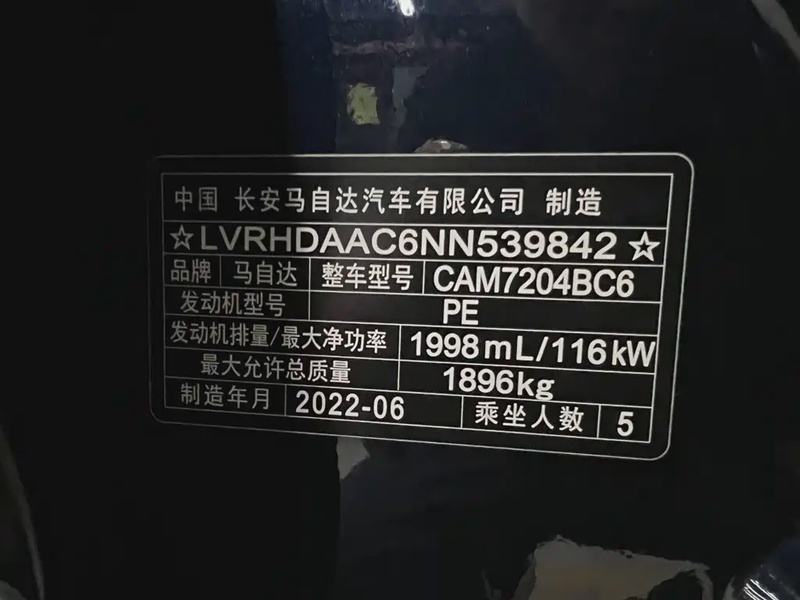 中国 长安马自达汽车有限公司 制造
☆LVRHDAAC6NN539842☆
品牌 马自达 整车型号 CAM7204BC6
发动机型号 PE
发动机排量/最大净功率 1998mL/116kW
最大允许总质量 1896kg
制造年月 2022-06 乘坐人数 5